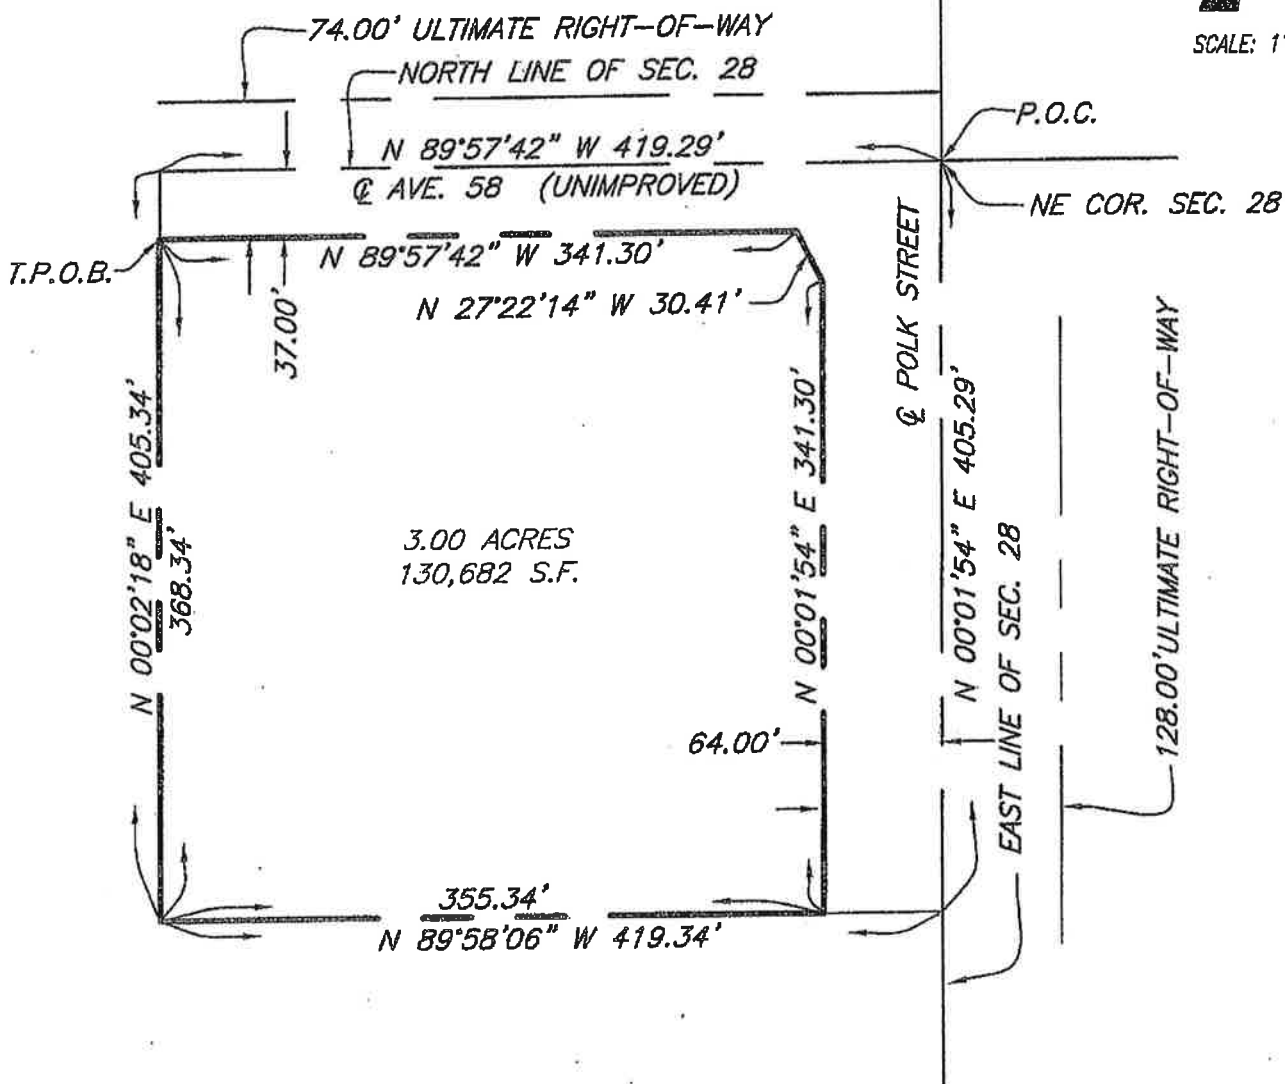 74.00' ULTIMATE RIGHT-OF-WAY
SCALE: 1"
NORTH LINE OF SEC. 28
P.O.C.
N 89°57'42" W 419.29'
℄ AVE. 58 (UNIMPROVED)
NE COR. SEC. 28
T.P.O.B.
N 89°57'42" W 341.30'
N 27°22'14" W 30.41'
37.00'
℄ POLK STREET
N 00°02'18" E 405.34'
368.34'
3.00 ACRES
130,682 S.F.
N 00°01'54" E 341.30'
N 00°01'54" E 405.29'
EAST LINE OF SEC. 28
128.00' ULTIMATE RIGHT-OF-WAY
64.00'
355.34'
N 89°58'06" W 419.34'